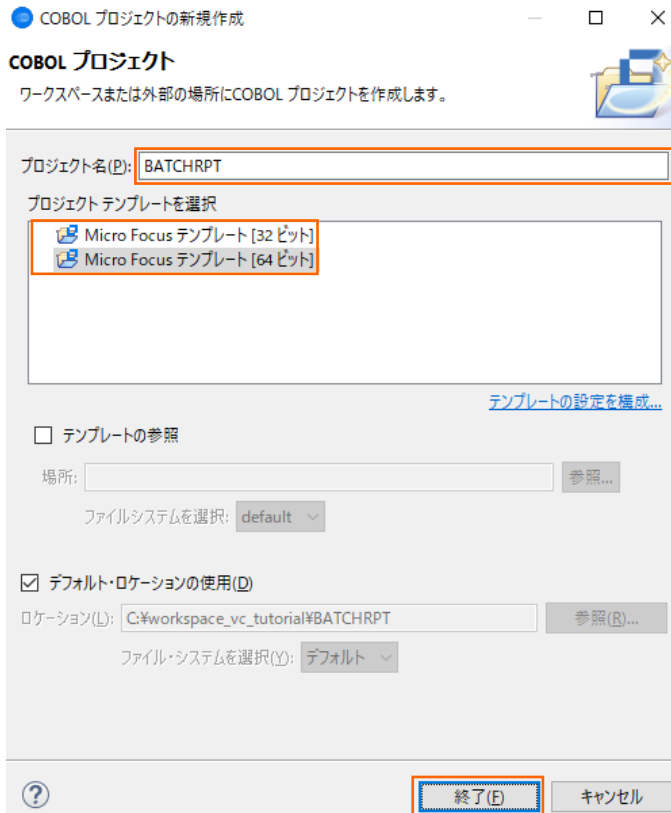 COBOL プロジェクトの新規作成
COBOL プロジェクト
ワークスペースまたは外部の場所にCOBOL プロジェクトを作成します。
プロジェクト名(P): BATCHRPT
プロジェクト テンプレートを選択
Micro Focus テンプレート [32 ビット]
Micro Focus テンプレート [64 ビット]
テンプレートの設定を構成...
テンプレートの参照
場所: 参照...
ファイルシステムを選択: default
デフォルト・ロケーションの使用(D)
ロケーション(L): C:¥workspace_vc_tutorial¥BATCHRPT 参照(R)...
ファイル・システムを選択(Y): デフォルト
? 終了(F) キャンセル